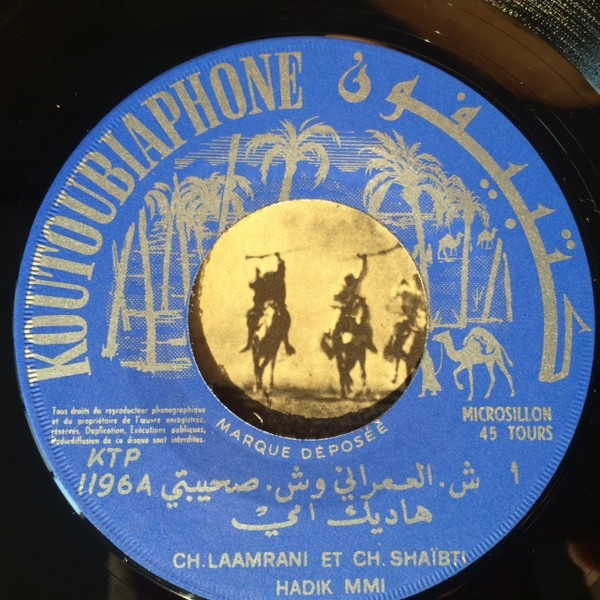 KOUTOUBIAPHONE
كتبيفون
Tous droits du reproducteur phonographique
et du propriétaire de l'œuvre enregistrée,
réservés. Duplication, Exécutions publiques,
Radiodiffusion de ce disque sont interdites.
MICROSILLON
45 TOURS
MARQUE DÉPOSÉE
KTP
1196A
ش. العمراني وش. صحيبتي
1
هاديك امي
CH. LAAMRANI ET CH. SHAÏBTI
HADIK MMI